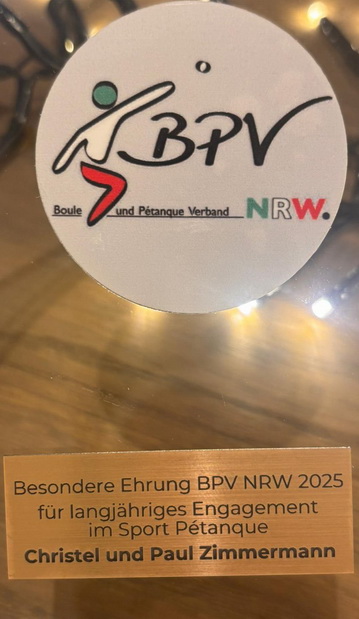 BPV
Boule und Pétanque Verband NRW.
Besondere Ehrung BPV NRW 2025
für langjähriges Engagement
im Sport Pétanque
Christel und Paul Zimmermann